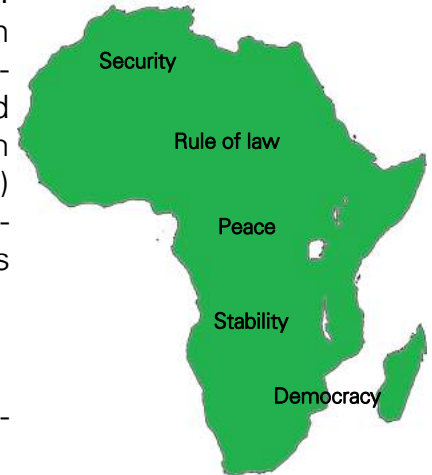 Security
Rule of law
Peace
Stability
Democracy